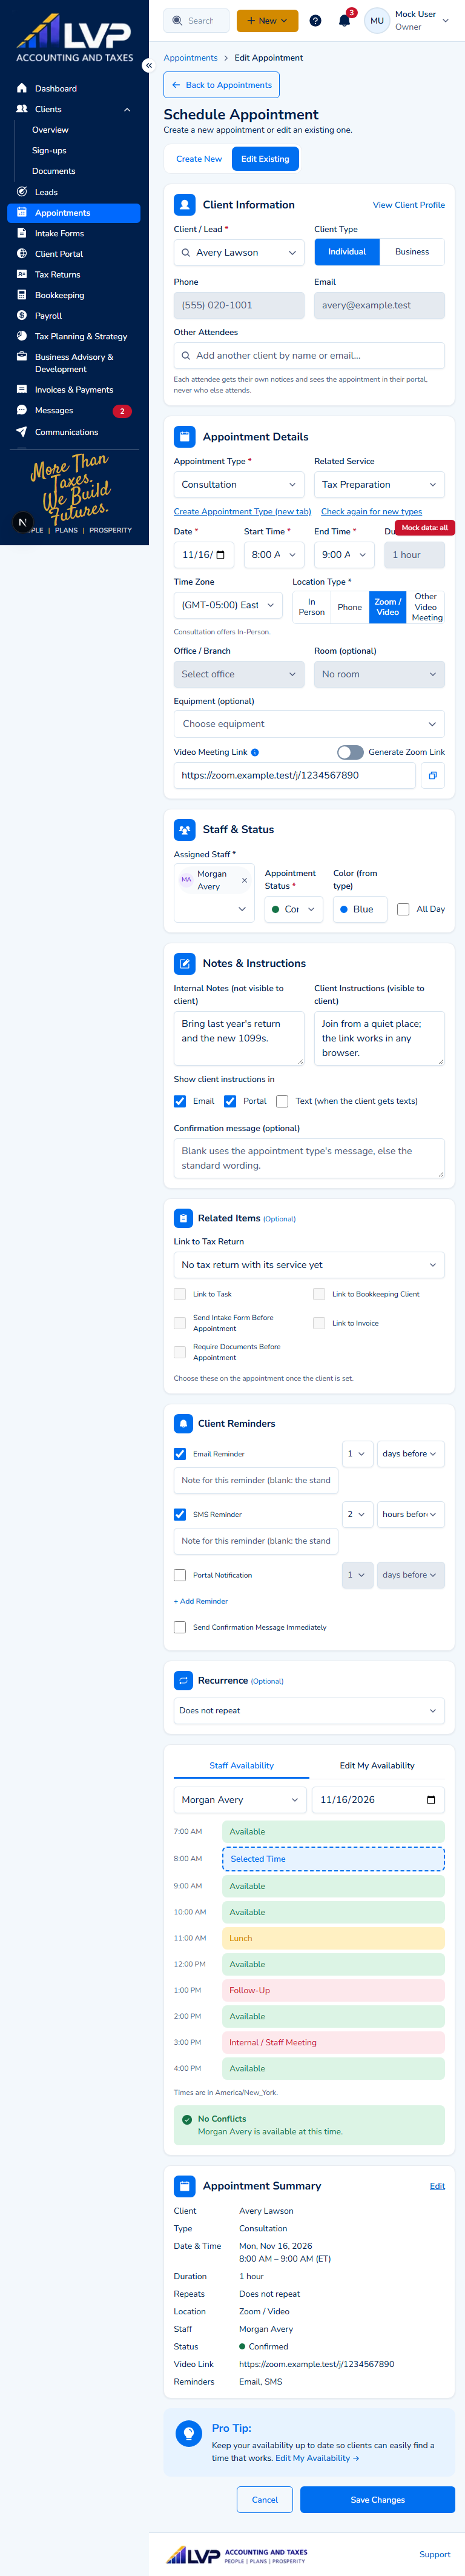 LVP
ACCOUNTING AND TAXES
Dashboard
Clients
Overview
Sign-ups
Documents
Leads
Appointments
Intake Forms
Client Portal
Tax Returns
Bookkeeping
Payroll
Tax Planning & Strategy
Business Advisory &
Development
Invoices & Payments
Messages 2
Communications
More Than
Taxes.
We Build
Futures.
N
PLE | PLANS | PROSPERITY
Search
New
3
MU
Mock User
Owner
Appointments > Edit Appointment
Back to Appointments
Schedule Appointment
Create a new appointment or edit an existing one.
Create New Edit Existing
Client Information View Client Profile
Client / Lead * Client Type
Avery Lawson Individual Business
Phone Email
(555) 020-1001 avery@example.test
Other Attendees
Add another client by name or email...
Each attendee gets their own notices and sees the appointment in their portal,
never who else attends.
Appointment Details
Appointment Type * Related Service
Consultation Tax Preparation
Create Appointment Type (new tab) Check again for new types
Mock data: all
Date * Start Time * End Time * Du
11/16/ 8:00 A 9:00 A 1 hour
Time Zone Location Type *
(GMT-05:00) East
In
Person
Phone
Zoom /
Video
Other
Video
Meeting
Consultation offers In-Person.
Office / Branch Room (optional)
Select office No room
Equipment (optional)
Choose equipment
Video Meeting Link Generate Zoom Link
https://zoom.example.test/j/1234567890
Staff & Status
Assigned Staff *
MA Morgan
Avery
Appointment
Status *
Cor
Color (from
type)
Blue
All Day
Notes & Instructions
Internal Notes (not visible to
client)
Client Instructions (visible to
client)
Bring last year's return
and the new 1099s.
Join from a quiet place;
the link works in any
browser.
Show client instructions in
Email Portal Text (when the client gets texts)
Confirmation message (optional)
Blank uses the appointment type's message, else the
standard wording.
Related Items (Optional)
Link to Tax Return
No tax return with its service yet
Link to Task Link to Bookkeeping Client
Send Intake Form Before
Appointment
Link to Invoice
Require Documents Before
Appointment
Choose these on the appointment once the client is set.
Client Reminders
Email Reminder 1 days before
Note for this reminder (blank: the stand
SMS Reminder 2 hours before
Note for this reminder (blank: the stand
Portal Notification 1 days before
+ Add Reminder
Send Confirmation Message Immediately
Recurrence (Optional)
Does not repeat
Staff Availability Edit My Availability
Morgan Avery 11/16/2026
7:00 AM Available
8:00 AM Selected Time
9:00 AM Available
10:00 AM Available
11:00 AM Lunch
12:00 PM Available
1:00 PM Follow-Up
2:00 PM Available
3:00 PM Internal / Staff Meeting
4:00 PM Available
Times are in America/New_York.
No Conflicts
Morgan Avery is available at this time.
Appointment Summary Edit
Client Avery Lawson
Type Consultation
Date & Time Mon, Nov 16, 2026
8:00 AM – 9:00 AM (ET)
Duration 1 hour
Repeats Does not repeat
Location Zoom / Video
Staff Morgan Avery
Status Confirmed
Video Link https://zoom.example.test/j/1234567890
Reminders Email, SMS
Pro Tip:
Keep your availability up to date so clients can easily find a
time that works. Edit My Availability →
Cancel Save Changes
LVP ACCOUNTING AND TAXES
PEOPLE | PLANS | PROSPERITY
Support